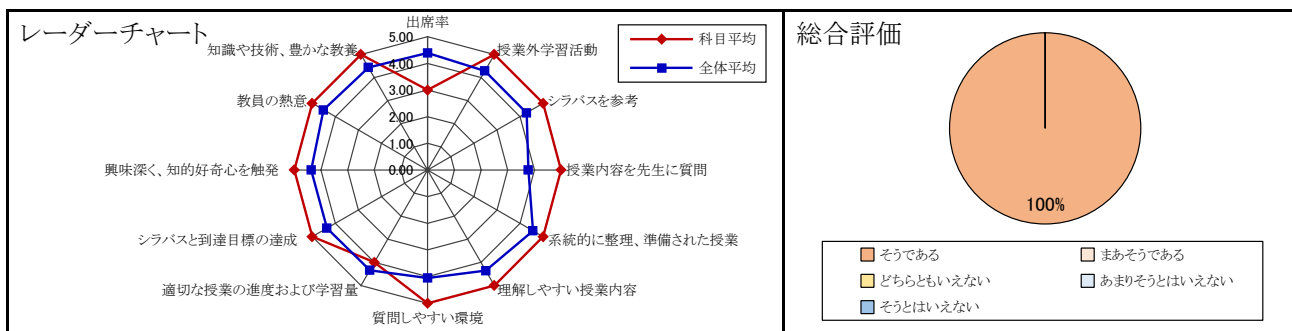 レーダーチャート
出席率
授業外学習活動
シラバスを参考
授業内容を先生に質問
系統的に整理、準備された授業
理解しやすい授業内容
質問しやすい環境
適切な授業の進度および学習量
シラバスと到達目標の達成
興味深く、知的好奇心を触発
教員の熱意
知識や技術、豊かな教養
5.00
4.00
3.00
2.00
1.00
0.00
科目平均
全体平均
総合評価
100%
そうである
まあそうである
どちらともいえない
あまりそうとはいえない
そうとはいえない